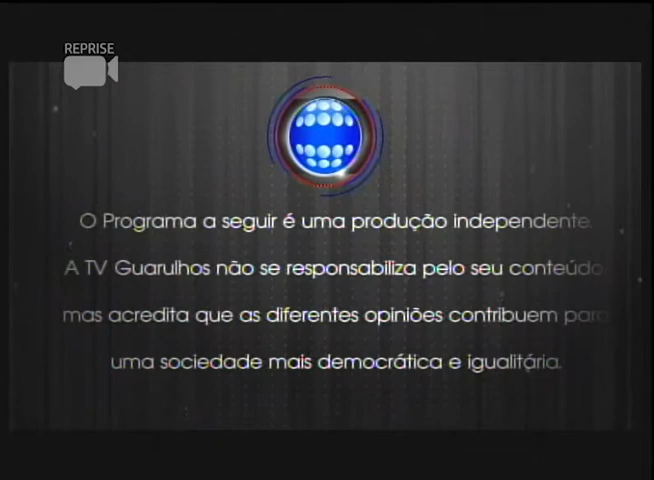 REPRISE
O Programa a seguir é uma produção independente.
A TV Guarulhos não se responsabiliza pelo seu conteúdo,
mas acredita que as diferentes opiniões contribuem para
uma sociedade mais democrática e igualitária.